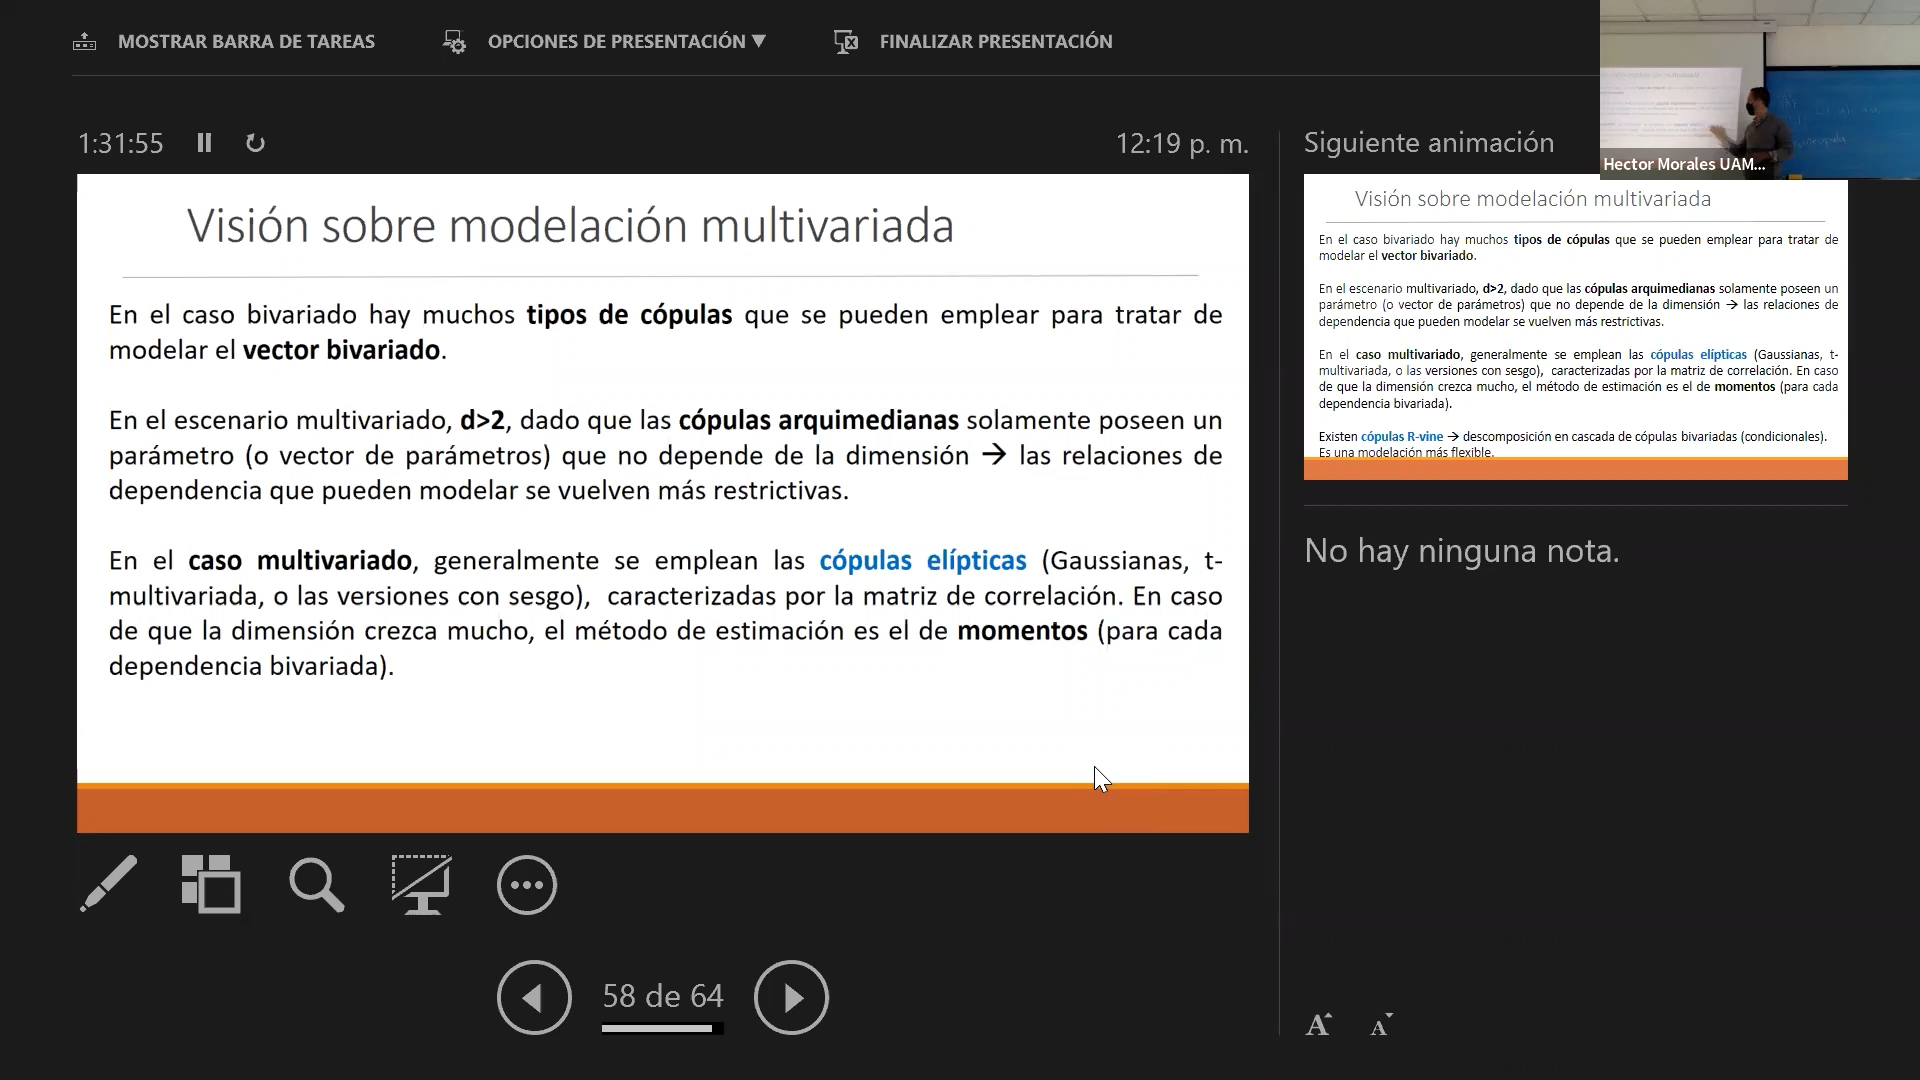 MOSTRAR BARRA DE TAREAS
OPCIONES DE PRESENTACIÓN
FINALIZAR PRESENTACIÓN
Hector Morales UAM...
1:31:55
12:19 p. m.
Visión sobre modelación multivariada
En el caso bivariado hay muchos tipos de cópulas que se pueden emplear para tratar de
modelar el vector bivariado.
En el escenario multivariado, d>2, dado que las cópulas arquimedianas solamente poseen un
parámetro (o vector de parámetros) que no depende de la dimensión → las relaciones de
dependencia que pueden modelar se vuelven más restrictivas.
En el caso multivariado, generalmente se emplean las cópulas elípticas (Gaussianas, t-
multivariada, o las versiones con sesgo), caracterizadas por la matriz de correlación. En caso
de que la dimensión crezca mucho, el método de estimación es el de momentos (para cada
dependencia bivariada).
58 de 64
Siguiente animación
Visión sobre modelación multivariada
En el caso bivariado hay muchos tipos de cópulas que se pueden emplear para tratar de
modelar el vector bivariado.
En el escenario multivariado, d>2, dado que las cópulas arquimedianas solamente poseen un
parámetro (o vector de parámetros) que no depende de la dimensión → las relaciones de
dependencia que pueden modelar se vuelven más restrictivas.
En el caso multivariado, generalmente se emplean las cópulas elípticas (Gaussianas, t-
multivariada, o las versiones con sesgo), caracterizadas por la matriz de correlación. En caso
de que la dimensión crezca mucho, el método de estimación es el de momentos (para cada
dependencia bivariada).
Existen cópulas R-vine → descomposición en cascada de cópulas bivariadas (condicionales).
Es una modelación más flexible.
No hay ninguna nota.
A A